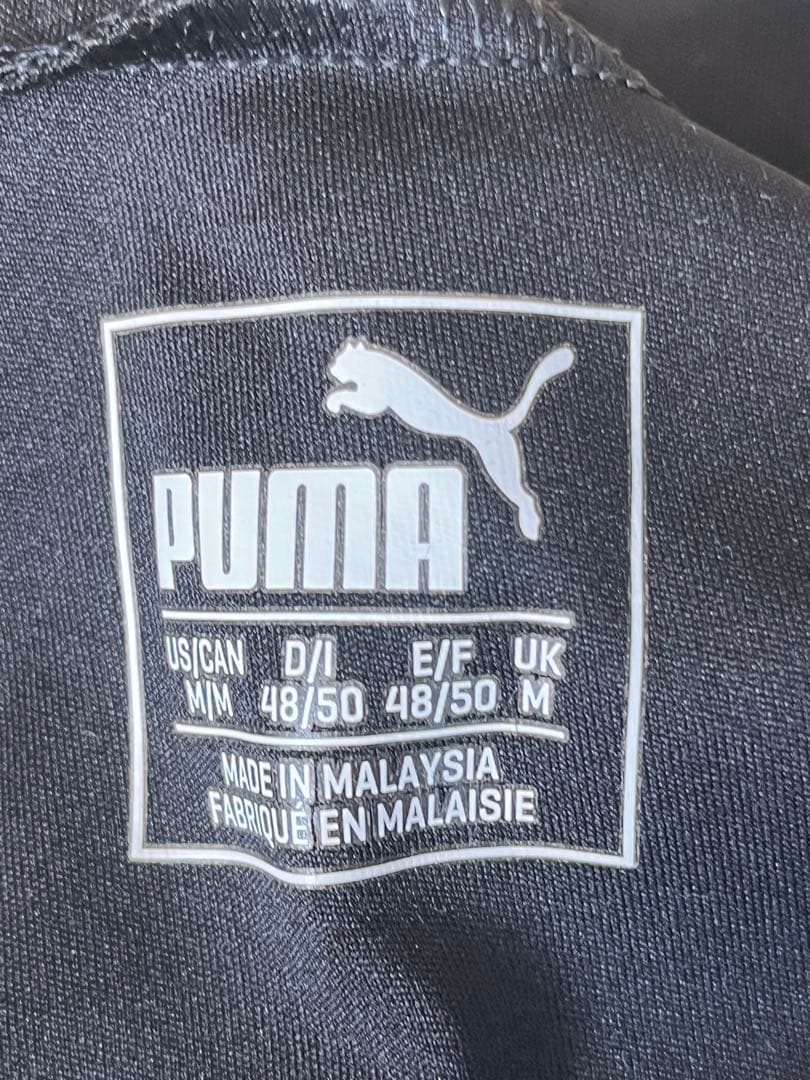 PUMA
US/CAN D/I E/F UK
M/M 48/50 48/50 M
MADE IN MALAYSIA
FABRIQUÉ EN MALAISIE